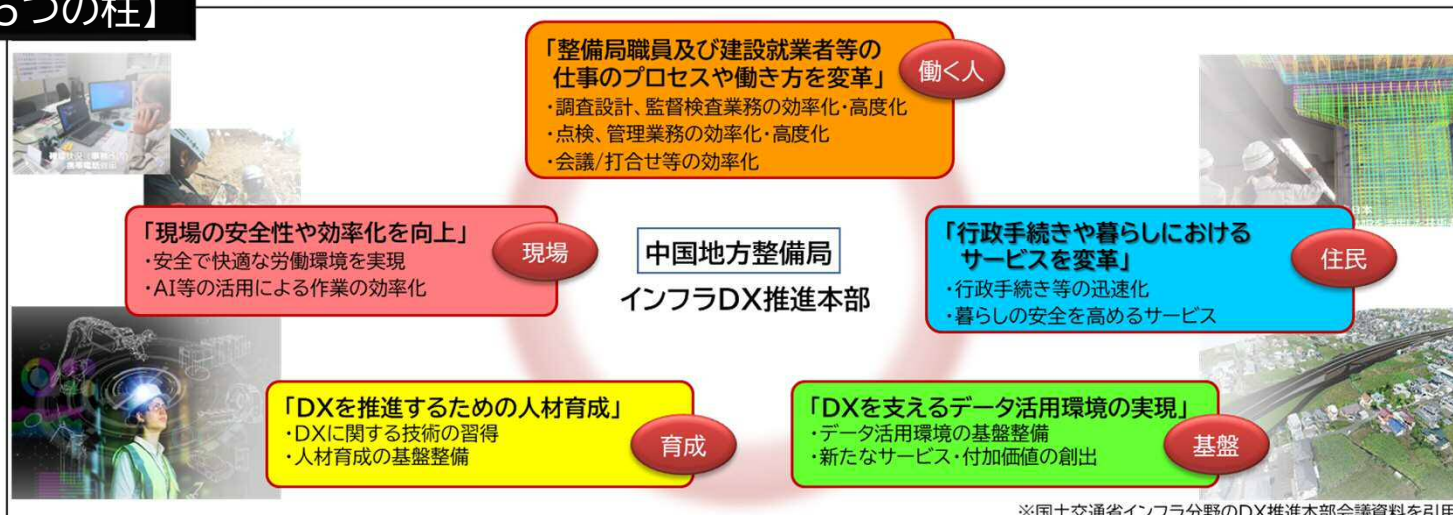 5つの柱】
「整備局職員及び建設就業者等の
仕事のプロセスや働き方を変革」
働く人
・調査設計、監督検査業務の効率化・高度化
・点検、管理業務の効率化・高度化
・会議/打合せ等の効率化
「現場の安全性や効率化を向上」
現場
・安全で快適な労働環境を実現
・AI等の活用による作業の効率化
中国地方整備局
インフラDX推進本部
「行政手続きや暮らしにおける
サービスを変革」
住民
・行政手続き等の迅速化
・暮らしの安全を高めるサービス
「DXを推進するための人材育成」
育成
・DXに関する技術の習得
・人材育成の基盤整備
「DXを支えるデータ活用環境の実現」
基盤
・データ活用環境の基盤整備
・新たなサービス・付加価値の創出
※国土交通省インフラ分野のDX推進本部会議資料を引用